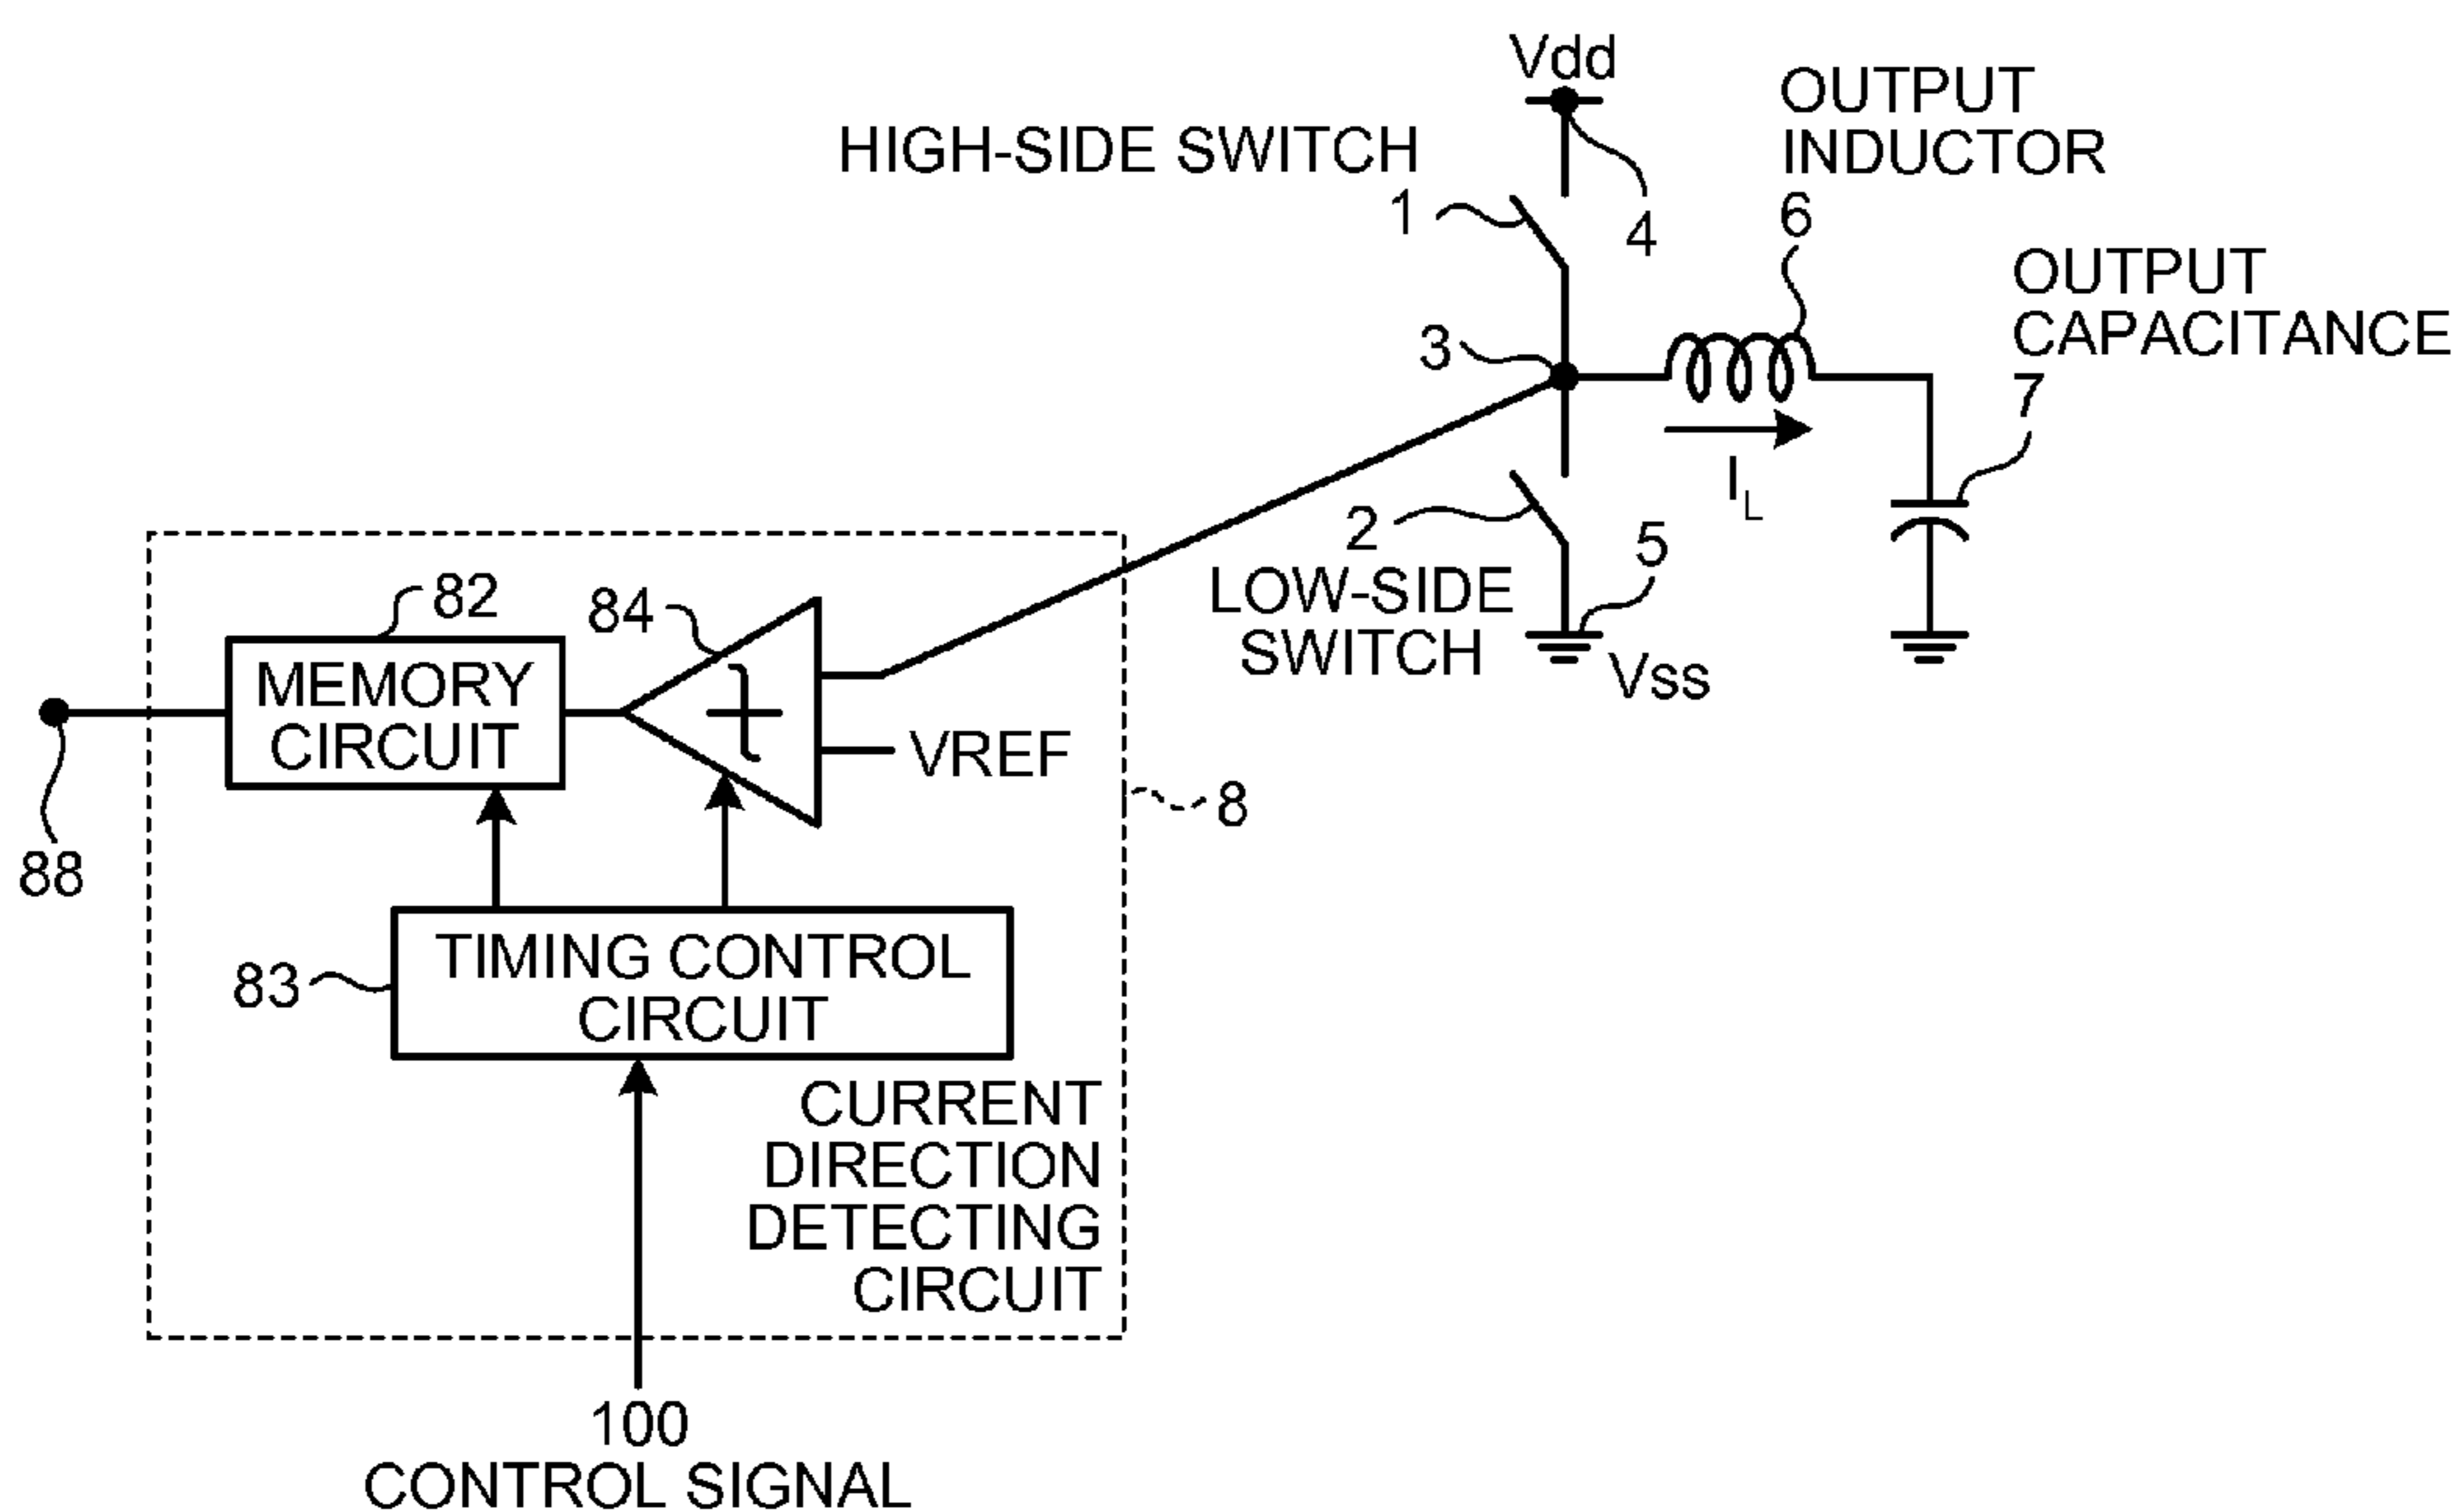 Vdd
OUTPUT
INDUCTOR
6
HIGH-SIDE SWITCH
1
4
OUTPUT
CAPACITANCE
7
3
IL
2
LOW-SIDE
SWITCH
5
Vss
82
84
MEMORY
CIRCUIT
VREF
8
88
83
TIMING CONTROL
CIRCUIT
CURRENT
DIRECTION
DETECTING
CIRCUIT
100
CONTROL SIGNAL